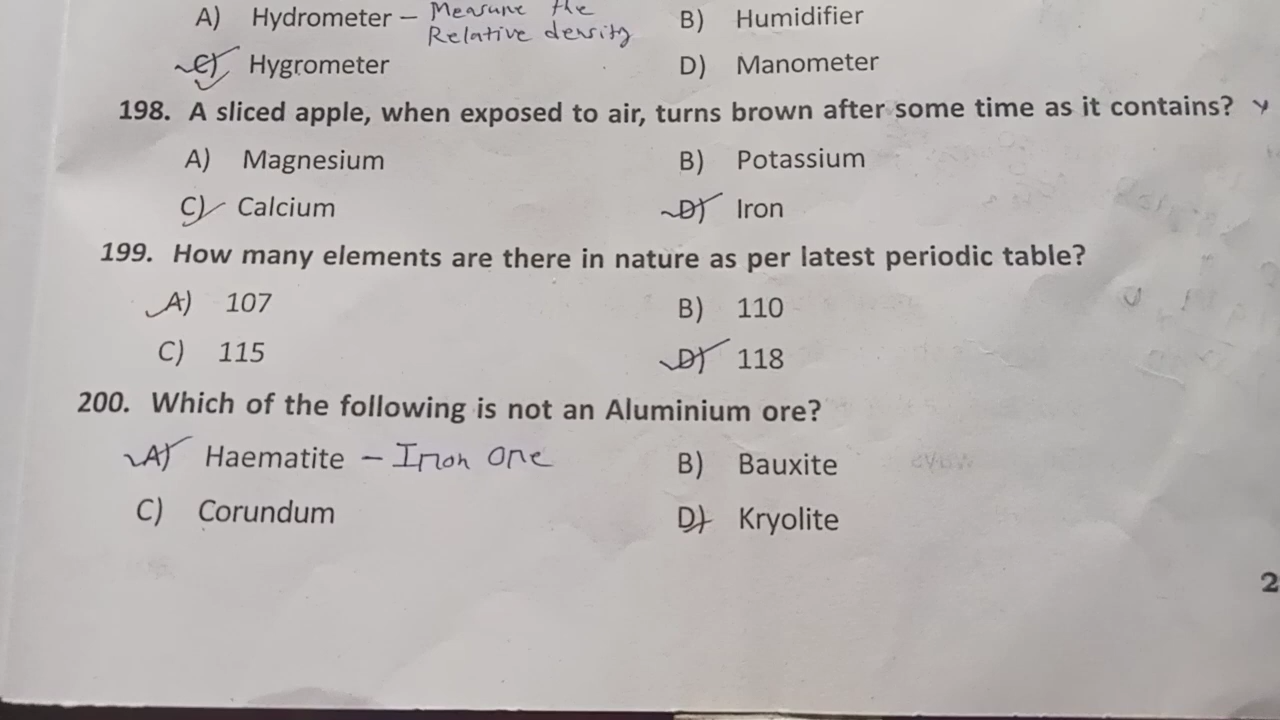 A) Hydrometer – Measure the Relative density B) Humidifier
C) Hygrometer D) Manometer
198. A sliced apple, when exposed to air, turns brown after some time as it contains?
A) Magnesium B) Potassium
C) Calcium D) Iron
199. How many elements are there in nature as per latest periodic table?
A) 107 B) 110
C) 115 D) 118
200. Which of the following is not an Aluminium ore?
A) Haematite – Iron ore B) Bauxite
C) Corundum D) Kryolite
2